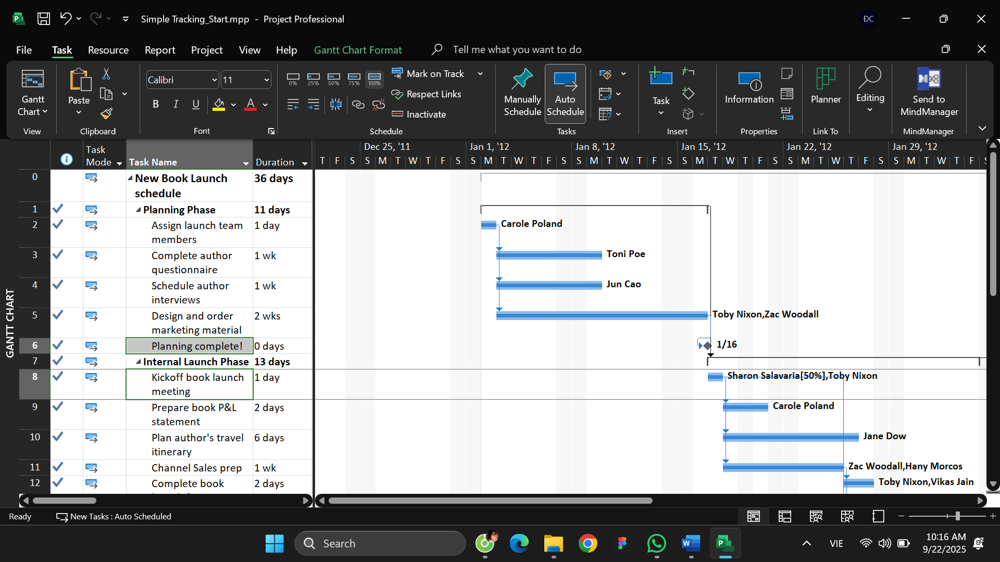 Simple Tracking_Start.mpp - Project Professional
ĐC
File Task Resource Report Project View Help Gantt Chart Format Tell me what you want to do
Gantt
Chart
View
Paste
Clipboard
Calibri 11
B I U A
Font
0% 25% 50% 75% 100%
Mark on Track
Respect Links
Inactivate
Schedule
Manually
Schedule
Auto
Schedule
Tasks
Task
Insert
Information
Properties
Planner
Link To
Editing
Send to
MindManager
MindManager
Task
Mode
Task Name
Duration
Dec 25, '11 Jan 1, '12 Jan 8, '12 Jan 15, '12 Jan 22, '12 Jan 29, '12
T F S S M T W T F S S M T W T F S S M T W T F S S M T W T F S S M T W T F S S M T W T F S
GANTT CHART
0 New Book Launch 36 days
schedule
1 Planning Phase 11 days
2 Assign launch team 1 day Carole Poland
members
3 Complete author 1 wk Toni Poe
questionnaire
4 Schedule author 1 wk Jun Cao
interviews
5 Design and order 2 wks Toby Nixon,Zac Woodall
marketing material
6 Planning complete! 0 days 1/16
7 Internal Launch Phase 13 days
8 Kickoff book launch 1 day Sharon Salavaria[50%],Toby Nixon
meeting
9 Prepare book P&L 2 days Carole Poland
statement
10 Plan author's travel 6 days Jane Dow
itinerary
11 Channel Sales prep 1 wk Zac Woodall,Hany Morcos
12 Complete book 2 days Toby Nixon,Vikas Jain
Ready New Tasks : Auto Scheduled
Search
VIE
10:16 AM
9/22/2025